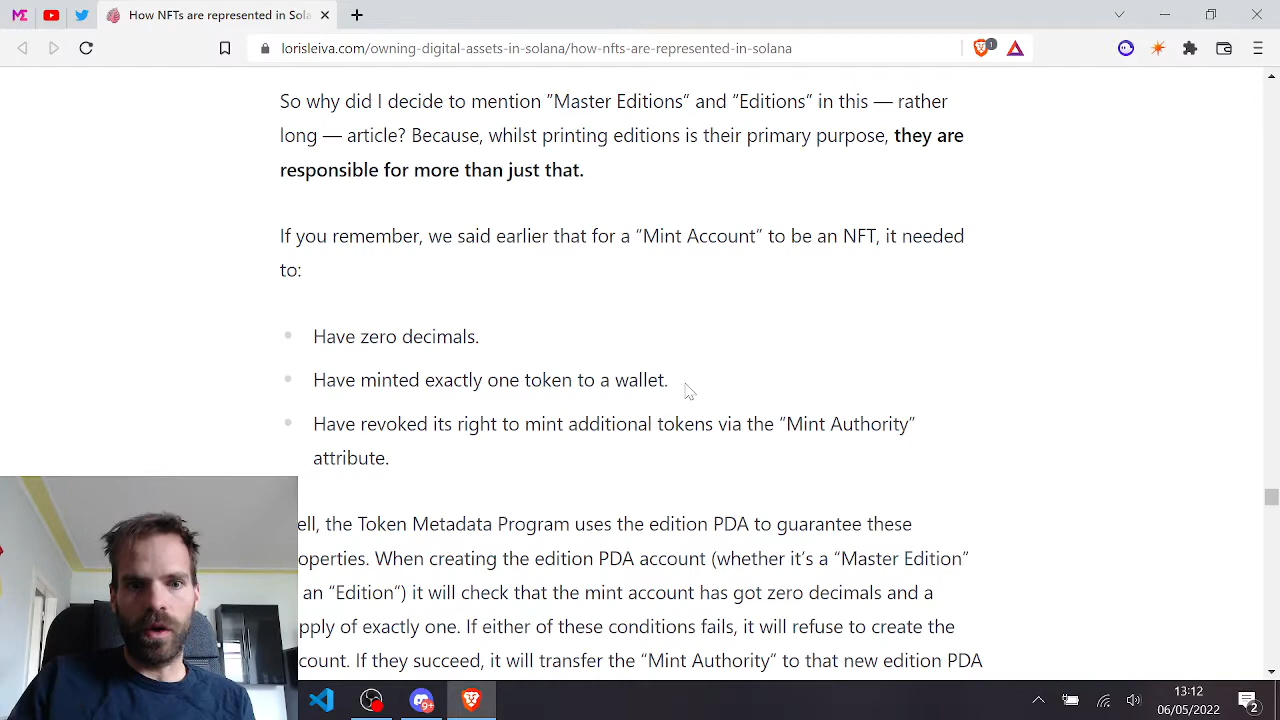 How NFTs are represented in Sola
lorisleiva.com/owning-digital-assets-in-solana/how-nfts-are-represented-in-solana
1
So why did I decide to mention ”Master Editions” and “Editions” in this — rather
long — article? Because, whilst printing editions is their primary purpose, they are
responsible for more than just that.
If you remember, we said earlier that for a “Mint Account” to be an NFT, it needed
to:
Have zero decimals.
Have minted exactly one token to a wallet.
Have revoked its right to mint additional tokens via the “Mint Authority”
attribute.
ell, the Token Metadata Program uses the edition PDA to guarantee these
operties. When creating the edition PDA account (whether it’s a “Master Edition”
an “Edition”) it will check that the mint account has got zero decimals and a
pply of exactly one. If either of these conditions fails, it will refuse to create the
count. If they succeed, it will transfer the “Mint Authority” to that new edition PDA
9+
13:12
06/05/2022
2